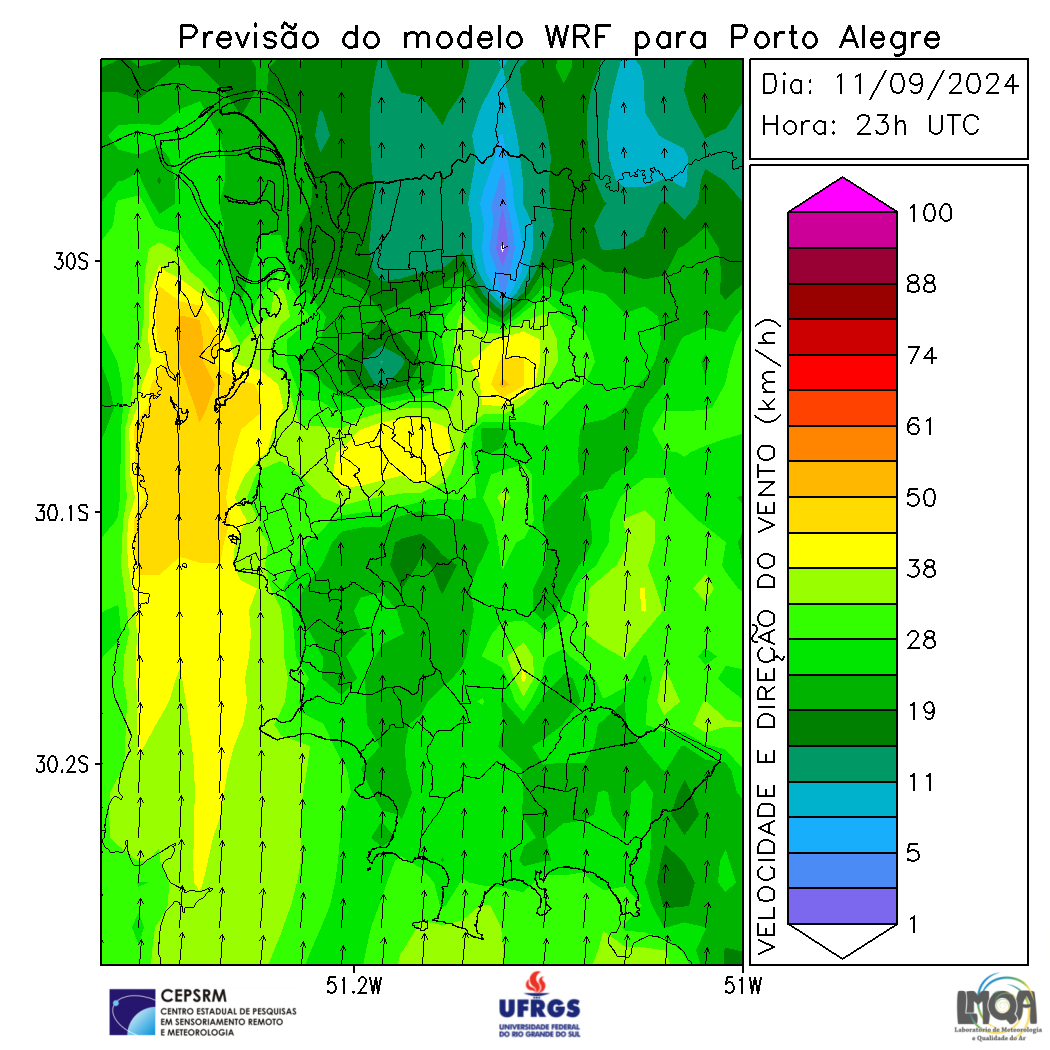 Previsão do modelo WRF para Porto Alegre
Dia: 11/09/2024
Hora: 23h UTC
30S
30.1S
30.2S
51.2W
51W
VELOCIDADE E DIREÇÃO DO VENTO (km/h)
100
88
74
61
50
38
28
19
11
5
1
CEPSRM
CENTRO ESTADUAL DE PESQUISAS
EM SENSORIAMENTO REMOTO
E METEOROLOGIA
UFRGS
UNIVERSIDADE FEDERAL
DO RIO GRANDE DO SUL
LMQA
Laboratório de Meteorologia
e Qualidade do Ar